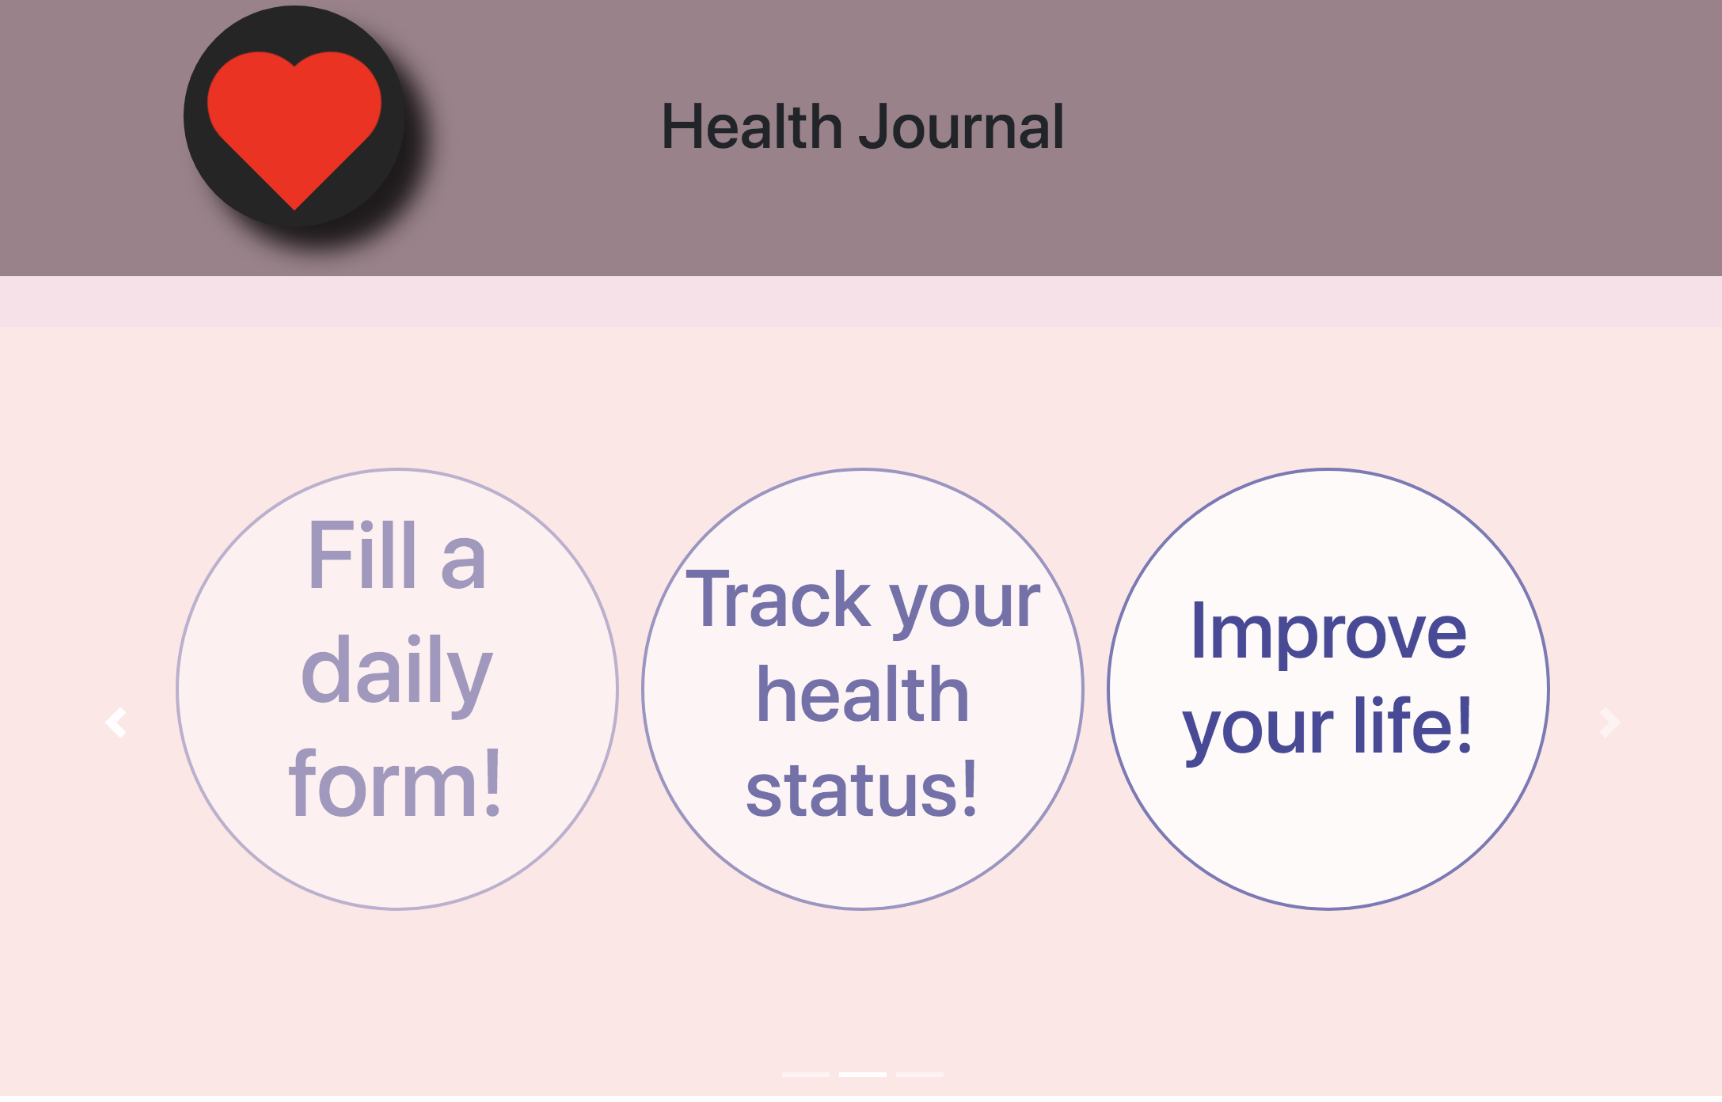 Health Journal
Fill a
daily
form!
Track your
health
status!
Improve
your life!